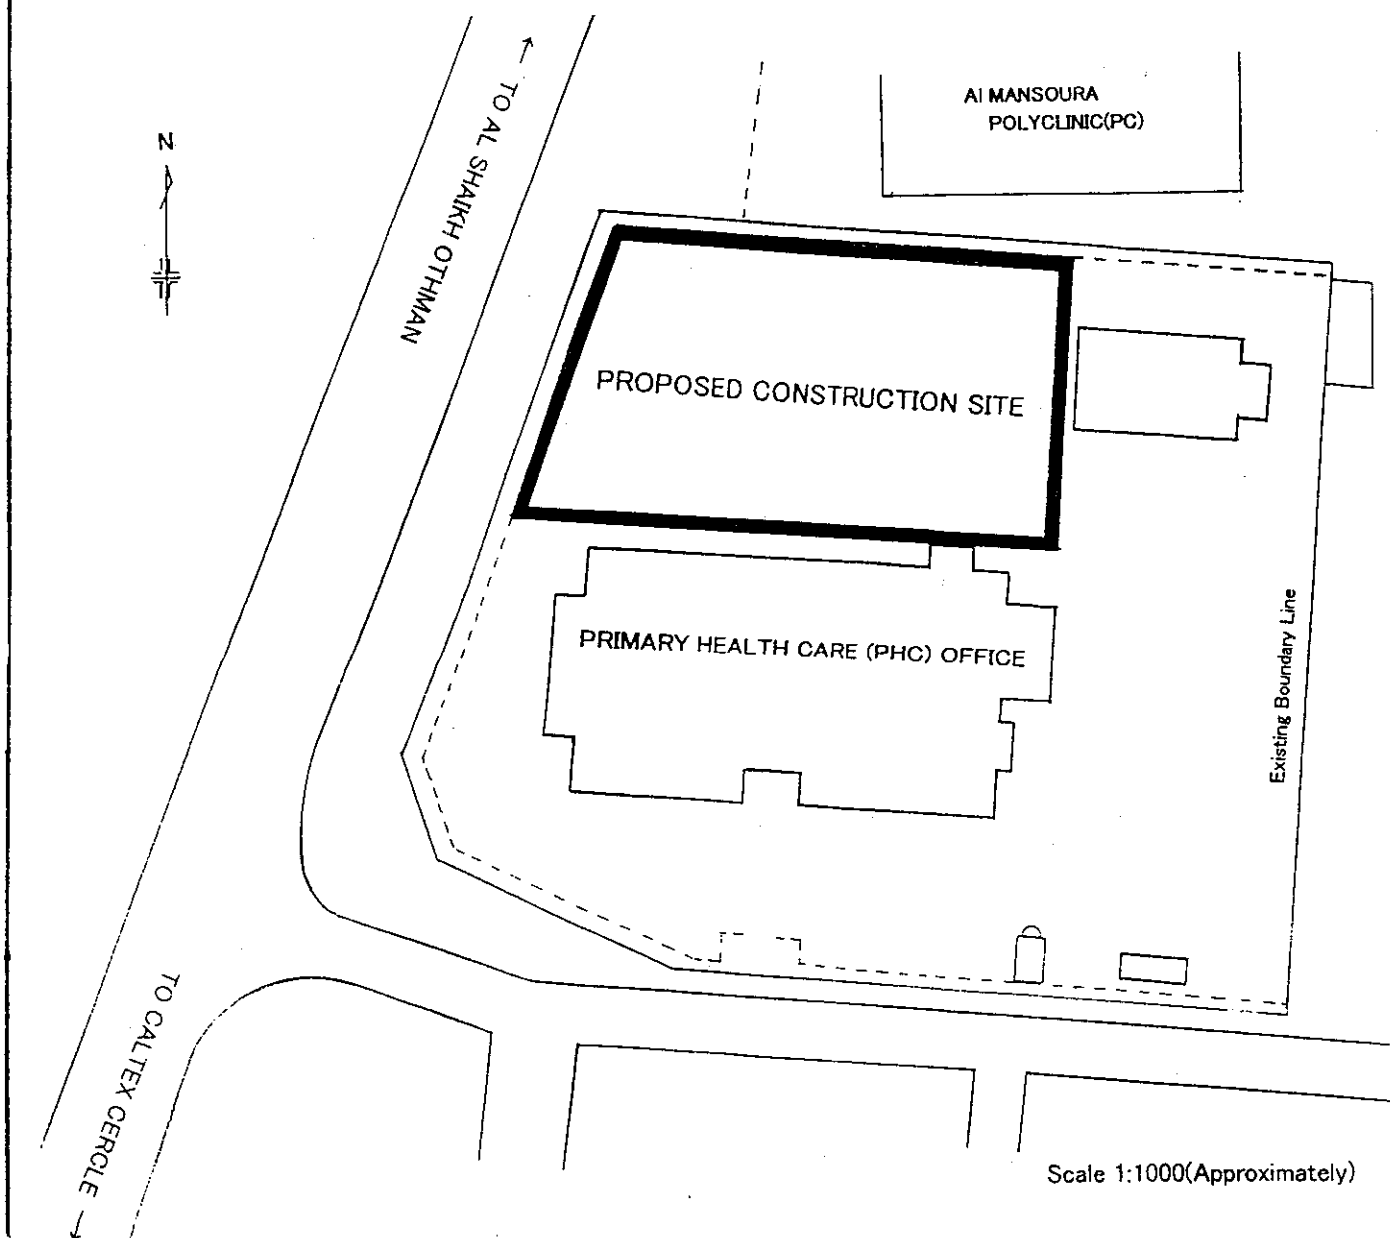 N
TO AL SHAIKH OTHMAN
AI MANSOURA
POLYCLINIC(PC)
PROPOSED CONSTRUCTION SITE
PRIMARY HEALTH CARE (PHC) OFFICE
Existing Boundary Line
TO CALTEX CERCLE
Scale 1:1000(Approximately)